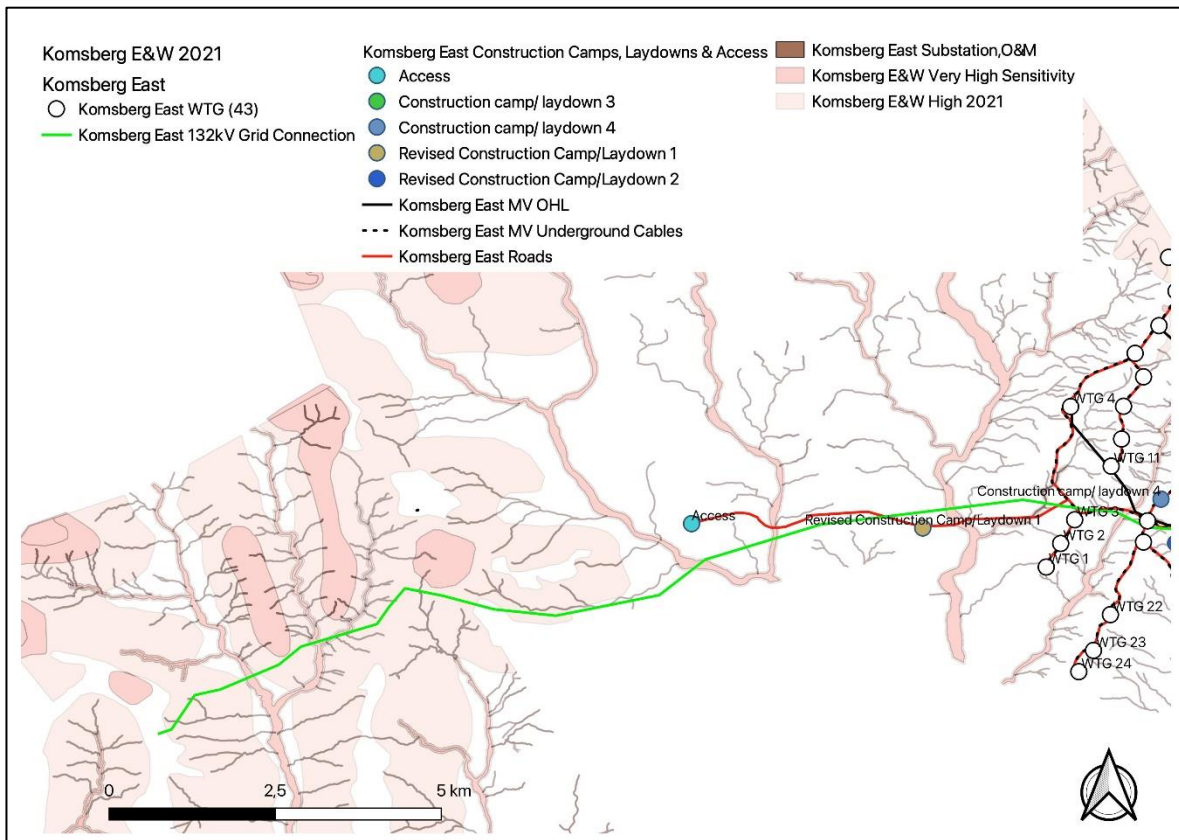 Komsberg E&W 2021
Komsberg East
Komsberg East WTG (43)
Komsberg East 132kV Grid Connection
Komsberg East Construction Camps, Laydowns & Access
Access
Construction camp/ laydown 3
Construction camp/ laydown 4
Revised Construction Camp/Laydown 1
Revised Construction Camp/Laydown 2
Komsberg East MV OHL
Komsberg East MV Underground Cables
Komsberg East Roads
Komsberg East Substation,O&M
Komsberg E&W Very High Sensitivity
Komsberg E&W High 2021
WTG 4
WTG 11
Construction camp/ laydown 4
Access
Revised Construction Camp/Laydown 1
WTG 3
WTG 2
WTG 1
WTG 22
WTG 23
WTG 24
0
2,5
5 km